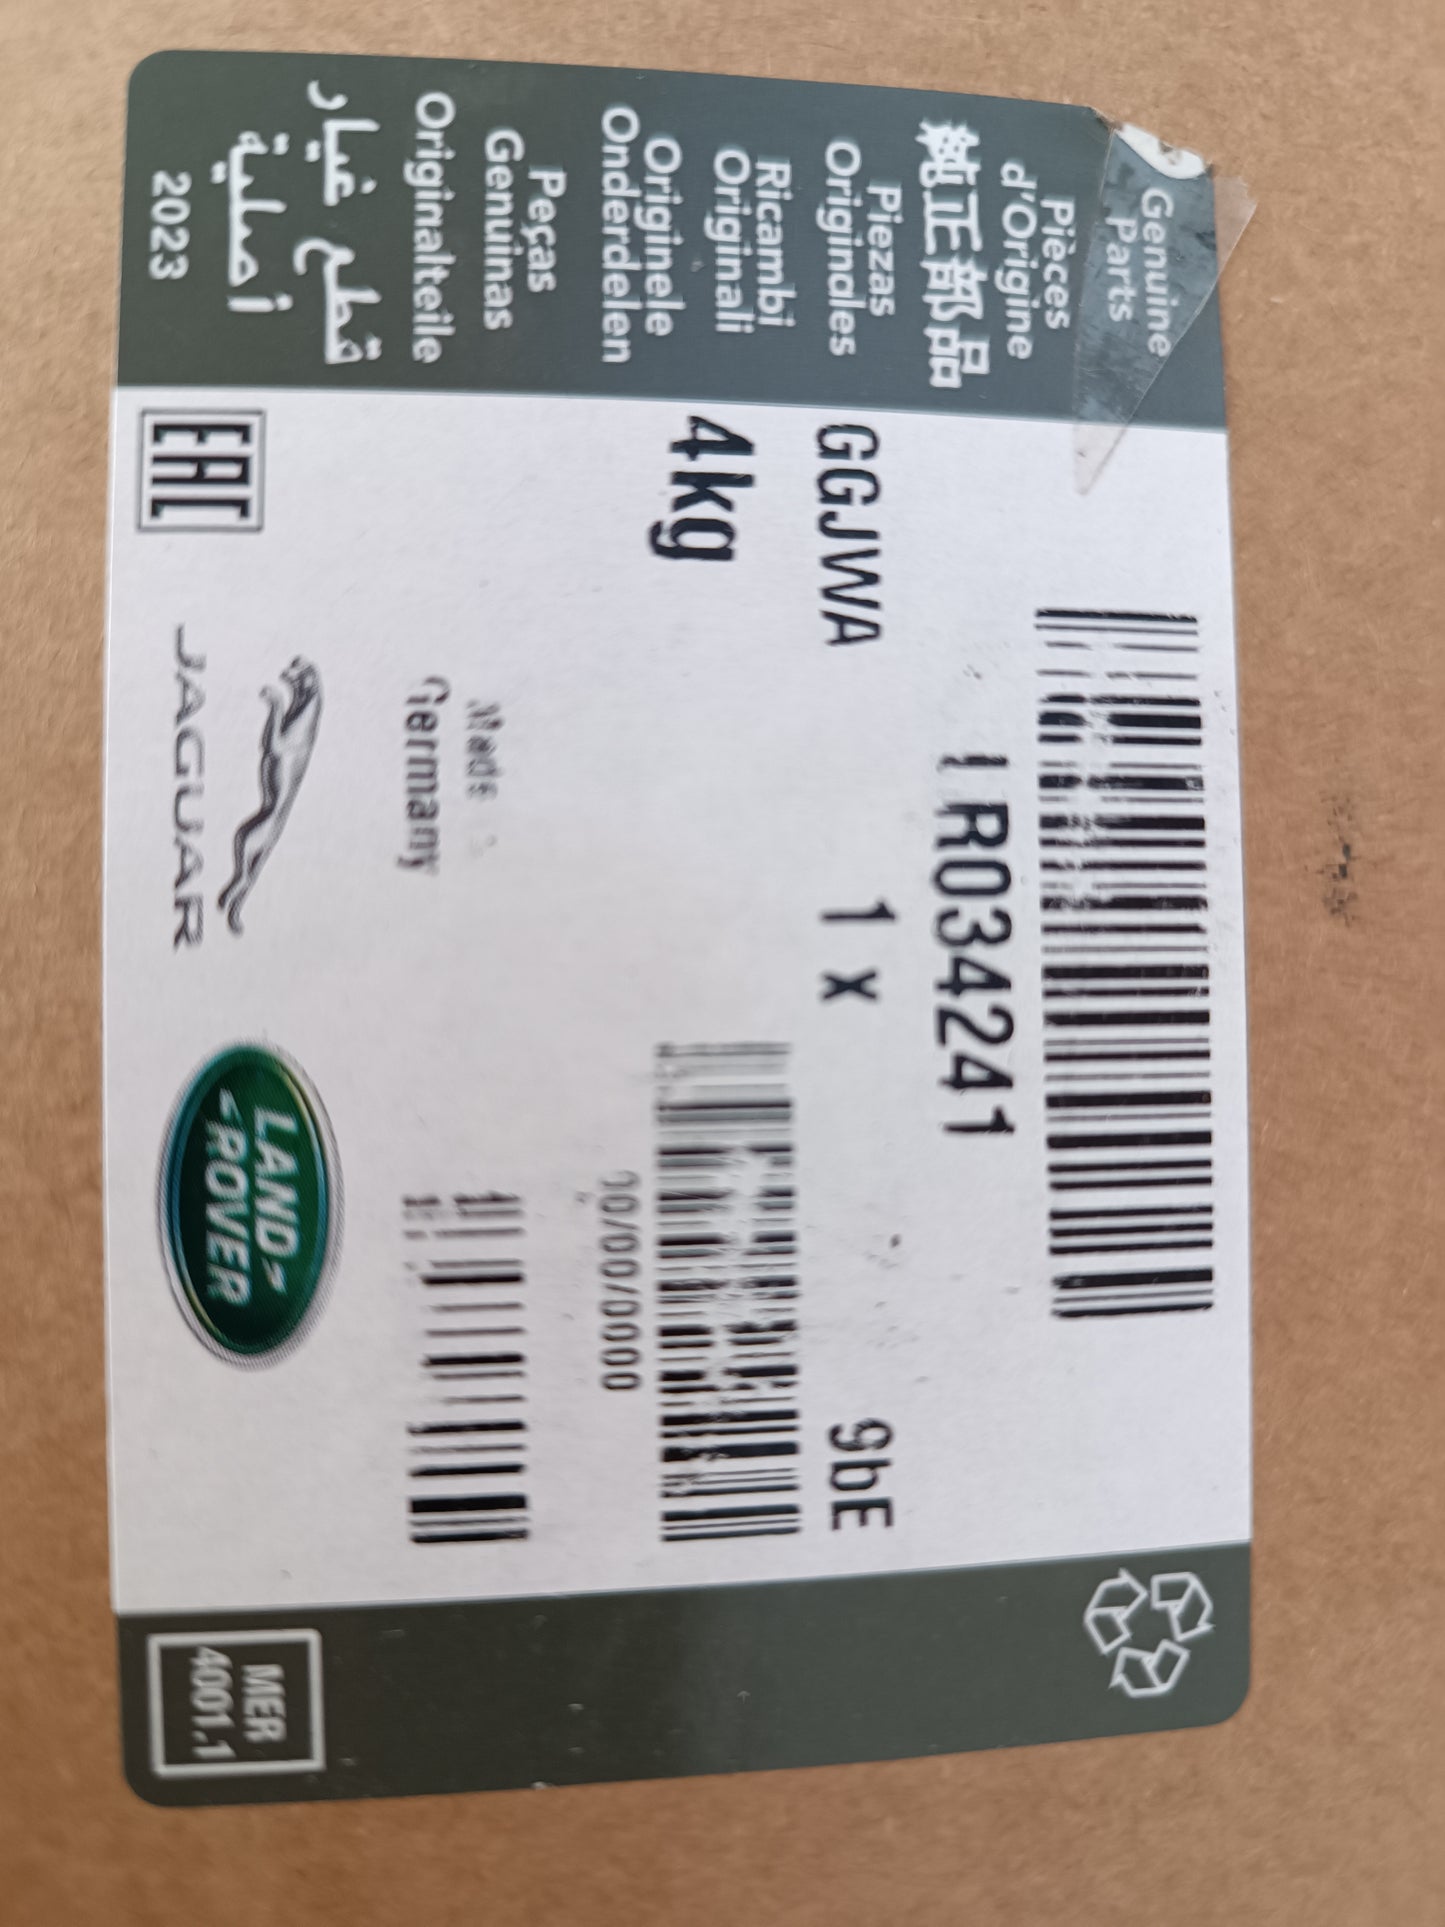 Genuine
Parts
Pièces
d'Origine
純正部品
Piezas
Originales
Ricambi
Originali
Originele
Onderdelen
Peças
Genuinas
Originalteile
قطع غيار
أصلية
2023
LR034241
GGJWA
1 x
9bE
4kg
00/00/0000
Made
Germany
EAC
JAGUAR
LAND
ROVER
MER
4001.1